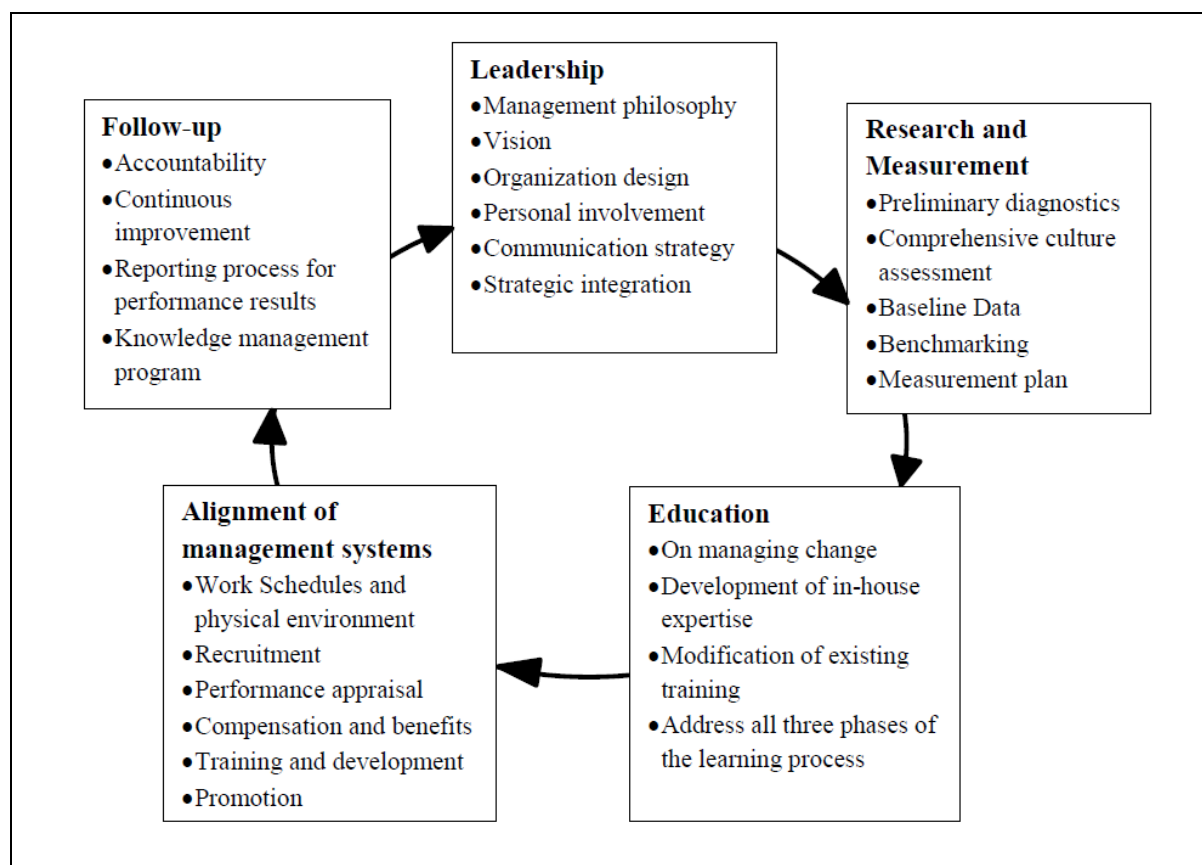 Leadership
•Management philosophy
•Vision
•Organization design
•Personal involvement
•Communication strategy
•Strategic integration
Research and
Measurement
•Preliminary diagnostics
•Comprehensive culture
assessment
•Baseline Data
•Benchmarking
•Measurement plan
Education
•On managing change
•Development of in-house
expertise
•Modification of existing
training
•Address all three phases of
the learning process
Alignment of
management systems
•Work Schedules and
physical environment
•Recruitment
•Performance appraisal
•Compensation and benefits
•Training and development
•Promotion
Follow-up
•Accountability
•Continuous
improvement
•Reporting process for
performance results
•Knowledge management
program